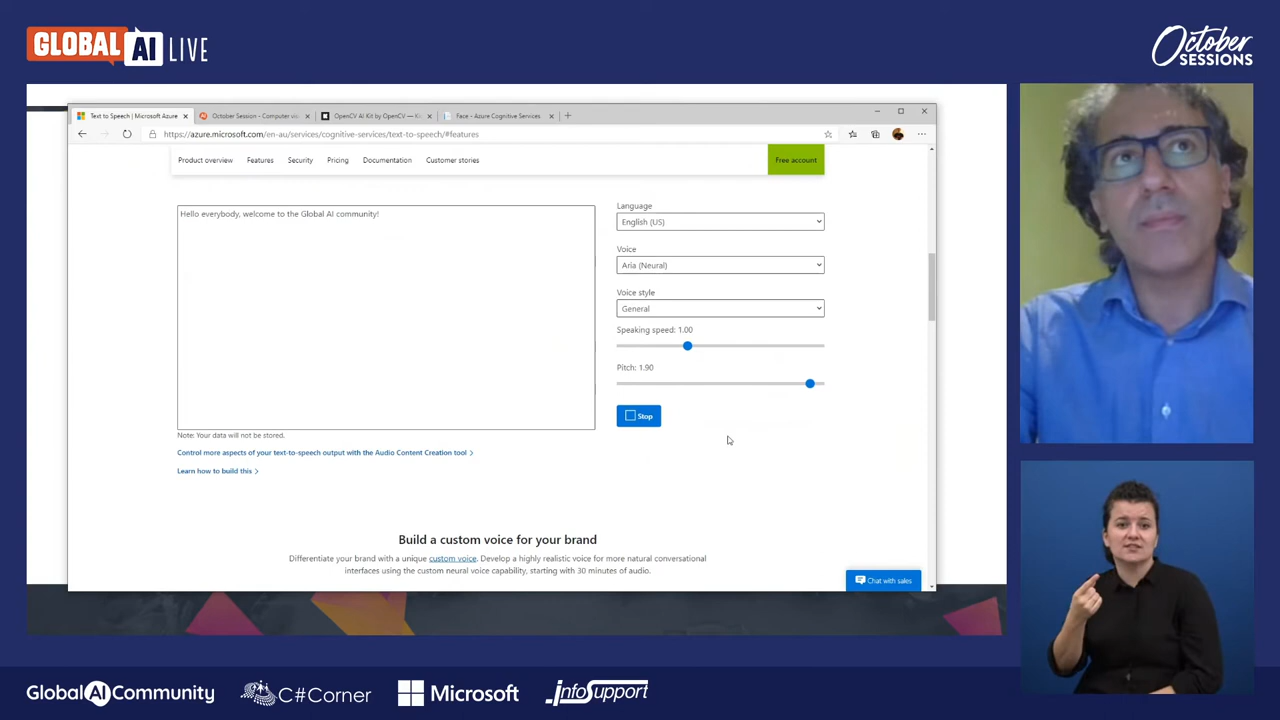 GLOBAL AI LIVE
October
SESSIONS
Text to Speech | Microsoft Azure
October Session - Computer vis
OpenCV AI Kit by OpenCV — Ki
Face - Azure Cognitive Services
https://azure.microsoft.com/en-au/services/cognitive-services/text-to-speech/#features
Product overview Features Security Pricing Documentation Customer stories Free account
Hello everybody, welcome to the Global AI community!
Language
English (US)
Voice
Aria (Neural)
Voice style
General
Speaking speed: 1.00
Pitch: 1.90
Stop
Note: Your data will not be stored.
Control more aspects of your text-to-speech output with the Audio Content Creation tool
Learn how to build this
Build a custom voice for your brand
Differentiate your brand with a unique custom voice. Develop a highly realistic voice for more natural conversational
interfaces using the custom neural voice capability, starting with 30 minutes of audio.
Chat with sales
Global AI Community C#Corner Microsoft infoSupport